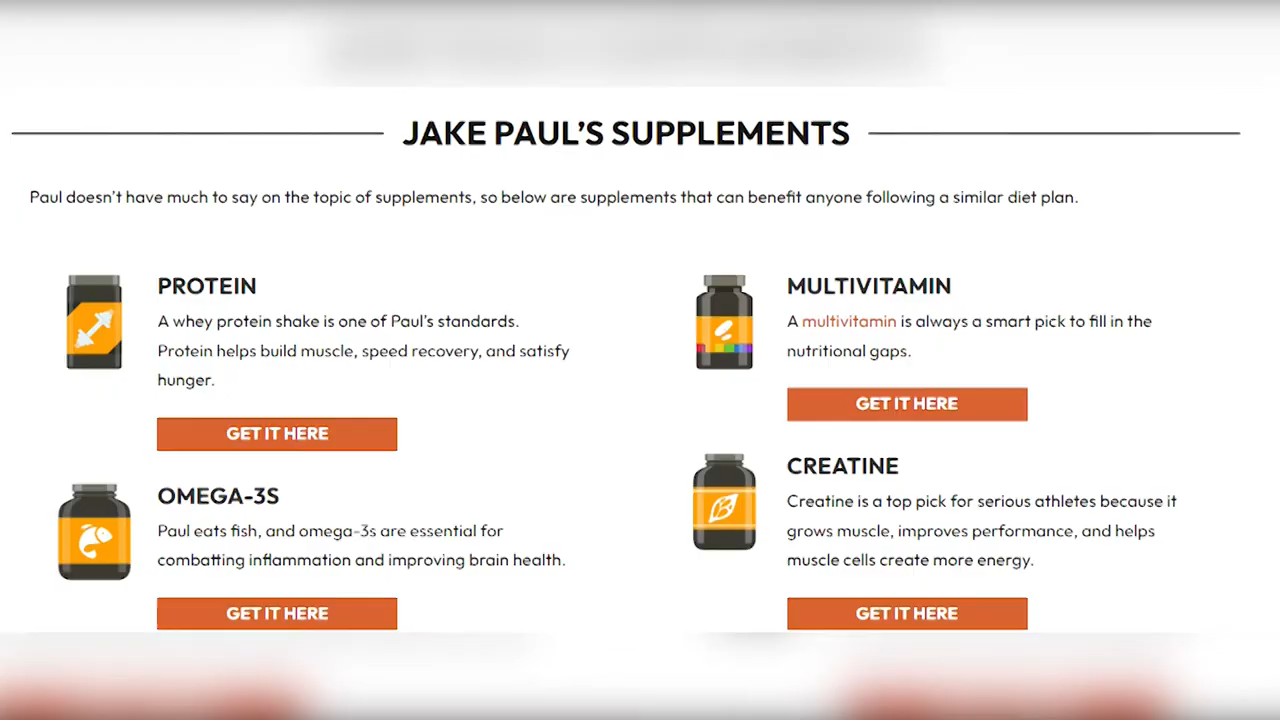 JAKE PAUL'S SUPPLEMENTS
Paul doesn't have much to say on the topic of supplements, so below are supplements that can benefit anyone following a similar diet plan.
PROTEIN
A whey protein shake is one of Paul's standards.
Protein helps build muscle, speed recovery, and satisfy
hunger.
GET IT HERE
OMEGA-3S
Paul eats fish, and omega-3s are essential for
combatting inflammation and improving brain health.
GET IT HERE
MULTIVITAMIN
A multivitamin is always a smart pick to fill in the
nutritional gaps.
GET IT HERE
CREATINE
Creatine is a top pick for serious athletes because it
grows muscle, improves performance, and helps
muscle cells create more energy.
GET IT HERE